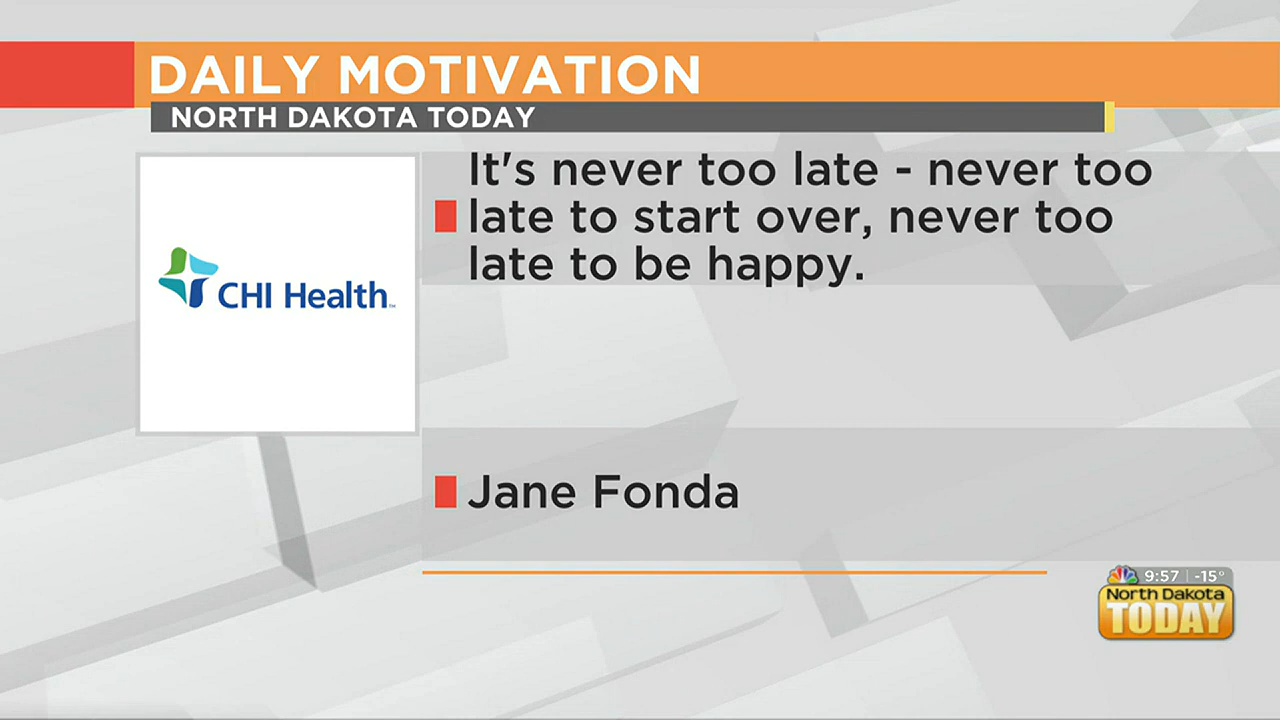 DAILY MOTIVATION
NORTH DAKOTA TODAY
It's never too late - never too
late to start over, never too
late to be happy.
CHI Health™
Jane Fonda
9:57 | -15°
North Dakota
TODAY